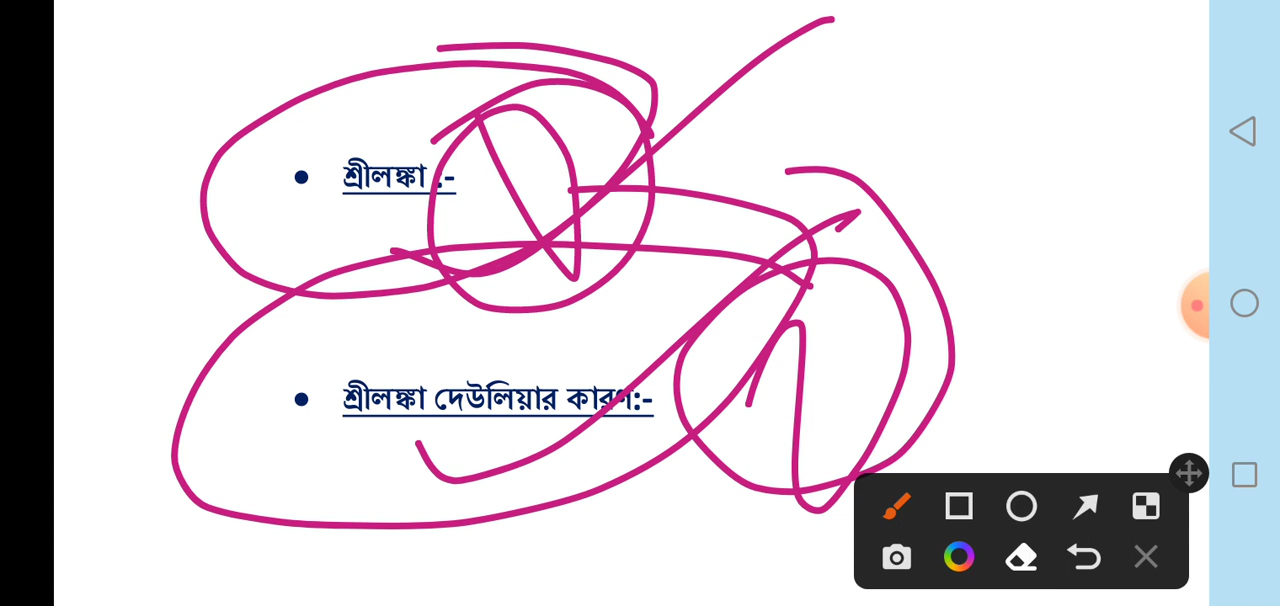 • শ্রীলঙ্কা :-
• শ্রীলঙ্কা দেউলিয়ার কারণ:-